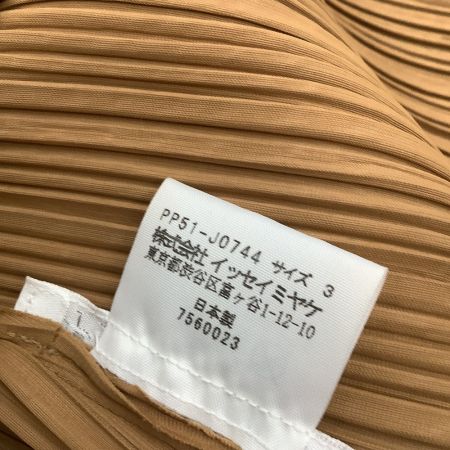 PP51-J0744 サイズ 3
株式会社 イッセイミヤケ
東京都渋谷区富ヶ谷1-12-10
日本製
7560023